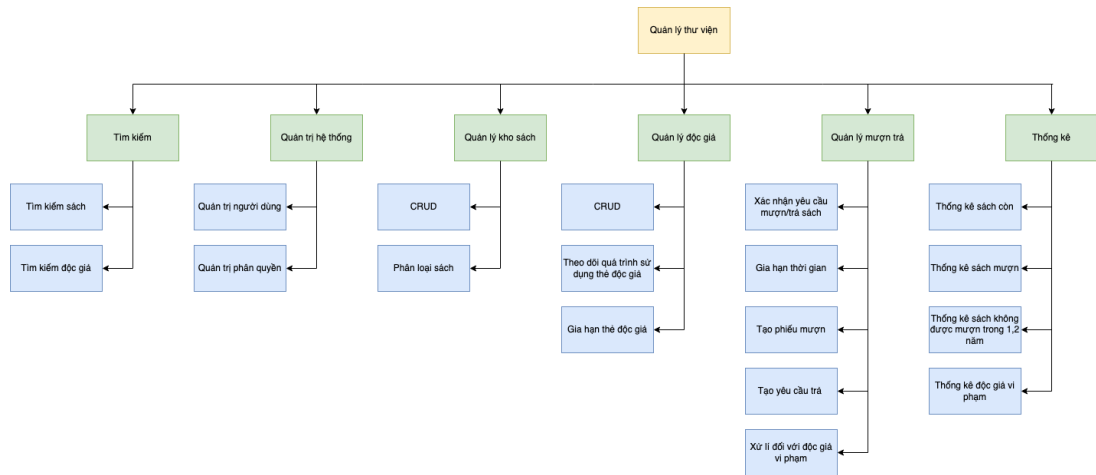 Quản lý thư viện
Tìm kiếm
Quản trị hệ thống
Quản lý kho sách
Quản lý độc giả
Quản lý mượn trả
Thống kê
Tìm kiếm sách
Tìm kiếm độc giả
Quản trị người dùng
Quản trị phân quyền
CRUD
Phân loại sách
CRUD
Theo dõi quá trình sử
dụng thẻ độc giả
Gia hạn thẻ độc giả
Xác nhận yêu cầu
mượn/trả sách
Gia hạn thời gian
Tạo phiếu mượn
Tạo yêu cầu trả
Xử lí đối với độc giả
vi phạm
Thống kê sách còn
Thống kê sách mượn
Thống kê sách không
được mượn trong 1,2
năm
Thống kê độc giả vi
phạm